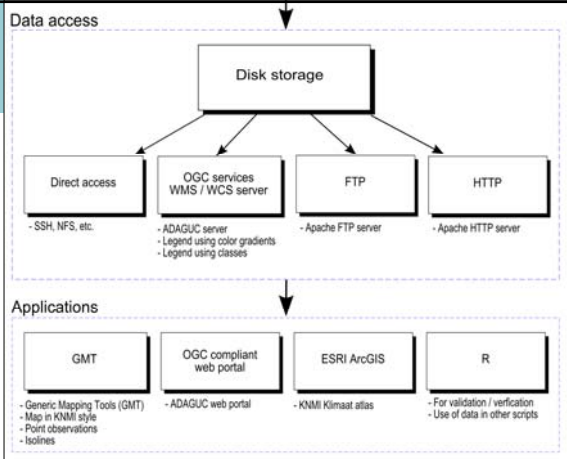 Data access
Disk storage
Direct access
- SSH, NFS, etc.
OGC services
WMS / WCS server
- ADAGUC server
- Legend using color gradients
- Legend using classes
FTP
- Apache FTP server
HTTP
- Apache HTTP server
Applications
GMT
- Generic Mapping Tools (GMT)
- Map in KNMI style
- Point observations
- Isolines
OGC compliant
web portal
- ADAGUC web portal
ESRI ArcGIS
- KNMI Klimaat atlas
R
- For validation / verfication
- Use of data in other scripts